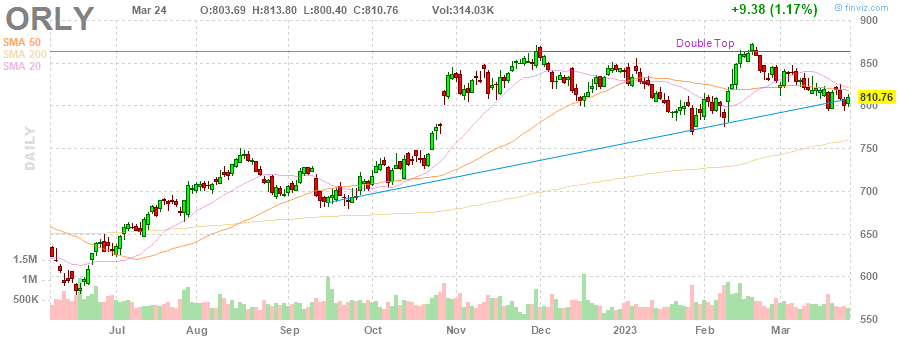 ORLY Mar 24 O:803.69 H:813.80 L:800.40 C:810.76 Vol:314.03K +9.38 (1.17%) © finviz.com
SMA 50
SMA 200
SMA 20
Double Top
DAILY
900
850
810.76
800
750
700
650
600
550
1.5M
1M
500K
Jul Aug Sep Oct Nov Dec 2023 Feb Mar